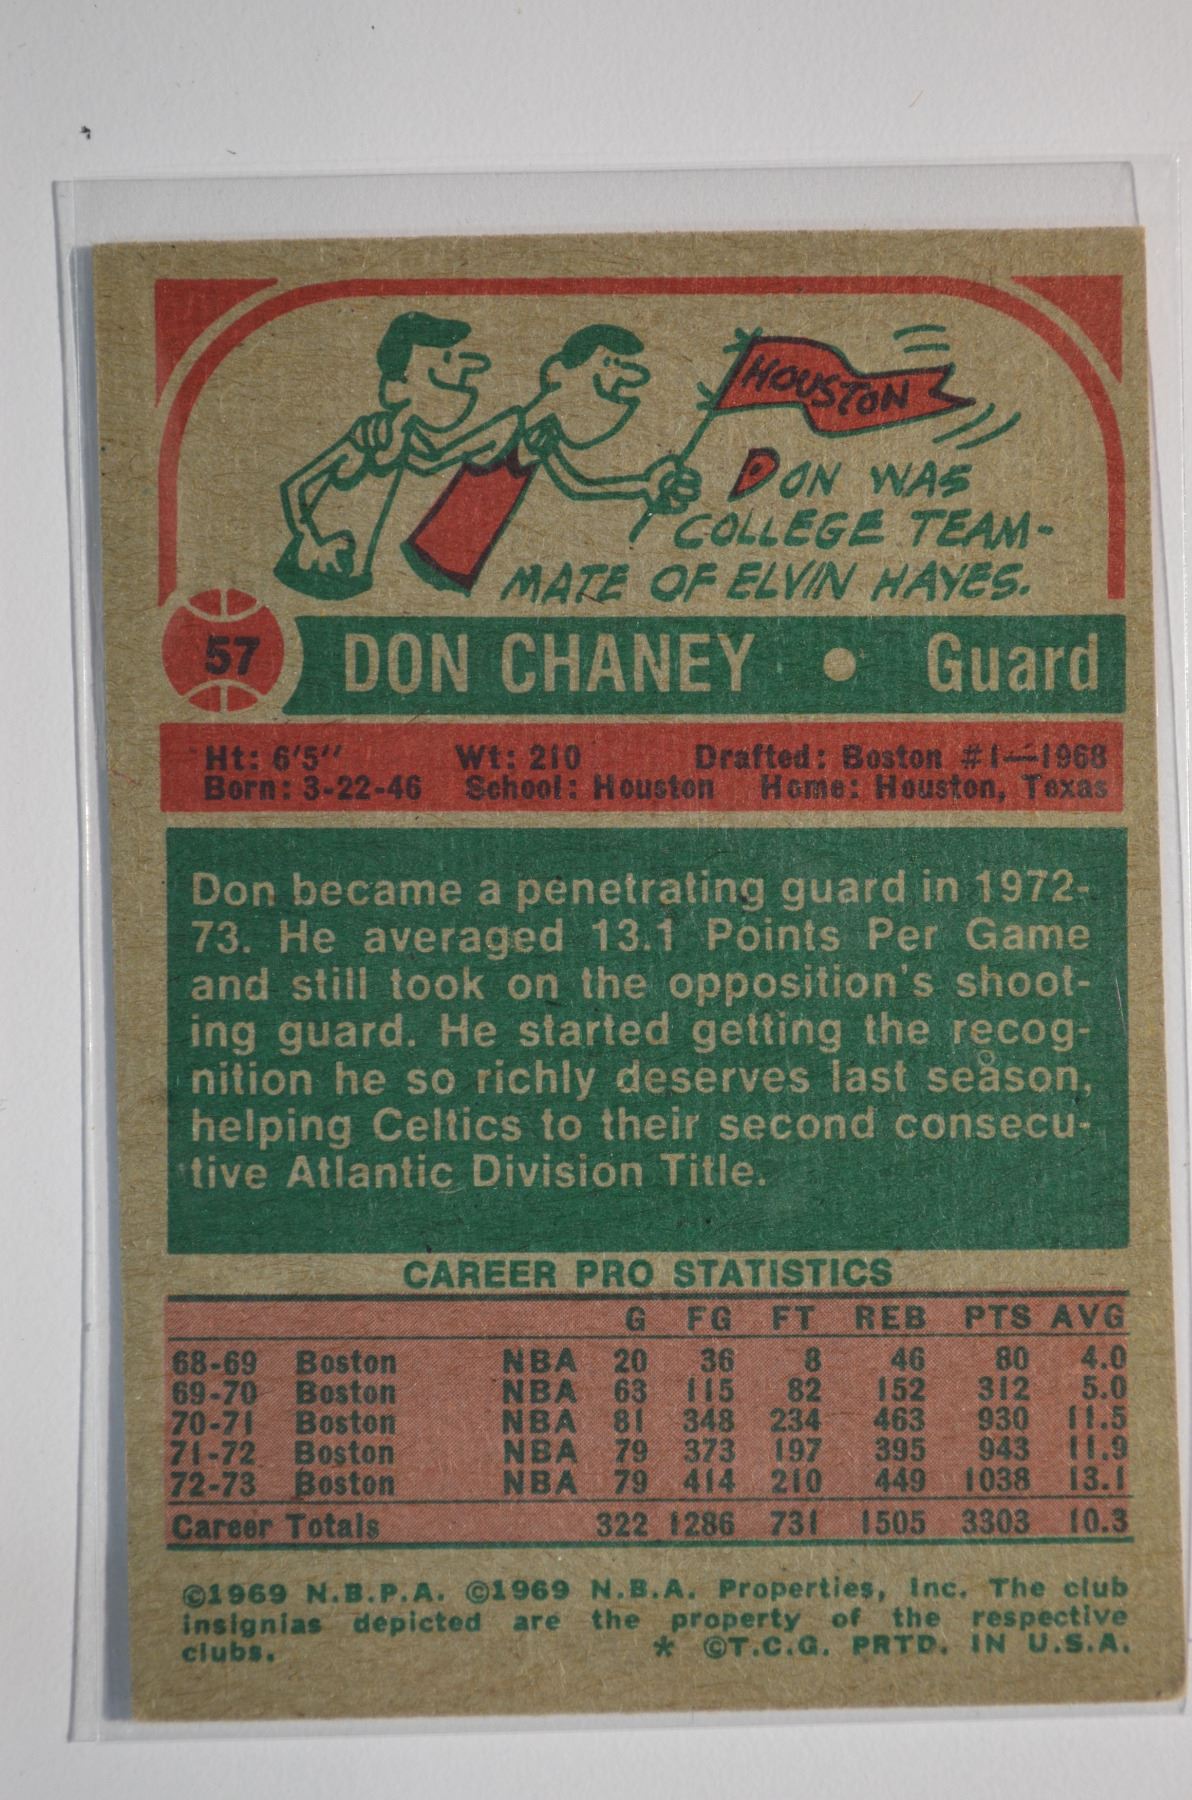 HOUSTON
DON WAS
COLLEGE TEAM-
MATE OF ELVIN HAYES.
57 DON CHANEY • Guard
Ht: 6'5'' Wt: 210 Drafted: Boston #1—1968
Born: 3-22-46 School: Houston Home: Houston, Texas
Don became a penetrating guard in 1972-
73. He averaged 13.1 Points Per Game
and still took on the opposition's shoot-
ing guard. He started getting the recog-
nition he so richly deserves last season,
helping Celtics to their second consecu-
tive Atlantic Division Title.
CAREER PRO STATISTICS
G FG FT REB PTS AVG
68-69 Boston NBA 20 36 8 46 80 4.0
69-70 Boston NBA 63 115 82 152 312 5.0
70-71 Boston NBA 81 348 234 463 930 11.5
71-72 Boston NBA 79 373 197 395 943 11.9
72-73 Boston NBA 79 414 210 449 1038 13.1
Career Totals 322 1286 731 1505 3303 10.3
©1969 N.B.P.A. ©1969 N.B.A. Properties, Inc. The club
insignias depicted are the property of the respective
clubs. * ©T.C.G. PRTD. IN U.S.A.